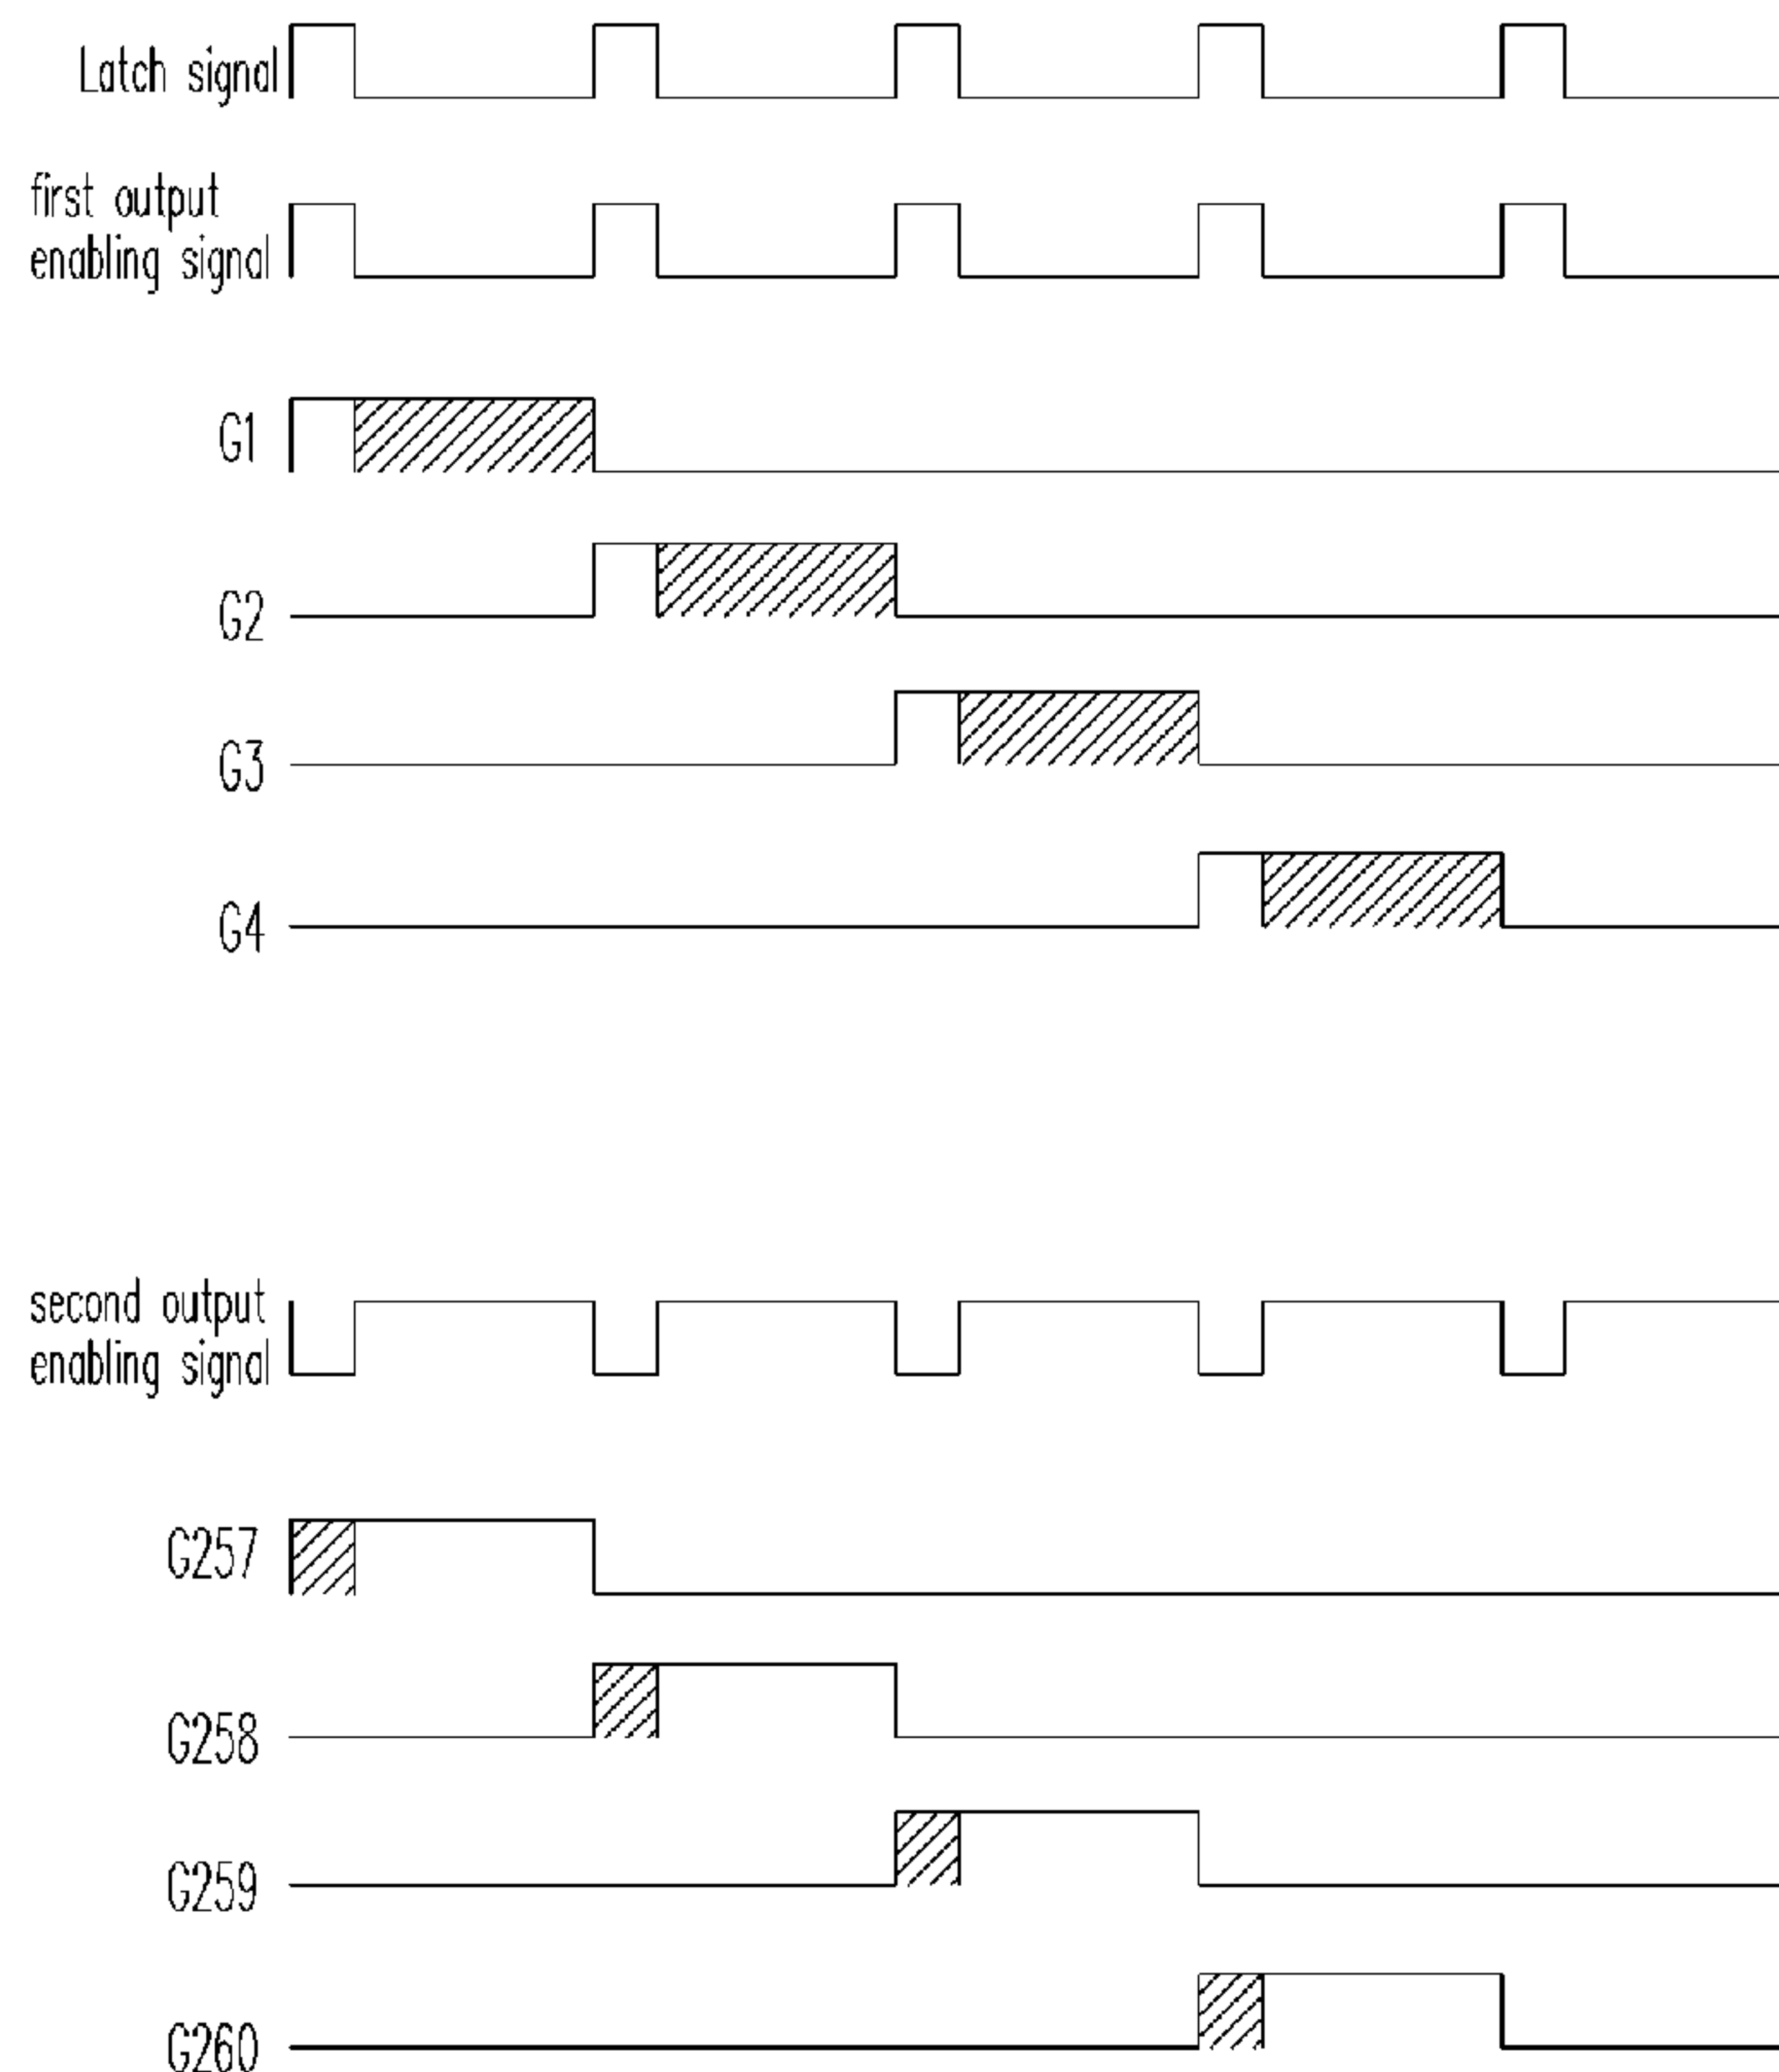 Latch signal
first output
enabling signal
G1
G2
G3
G4
second output
enabling signal
G257
G258
G259
G260